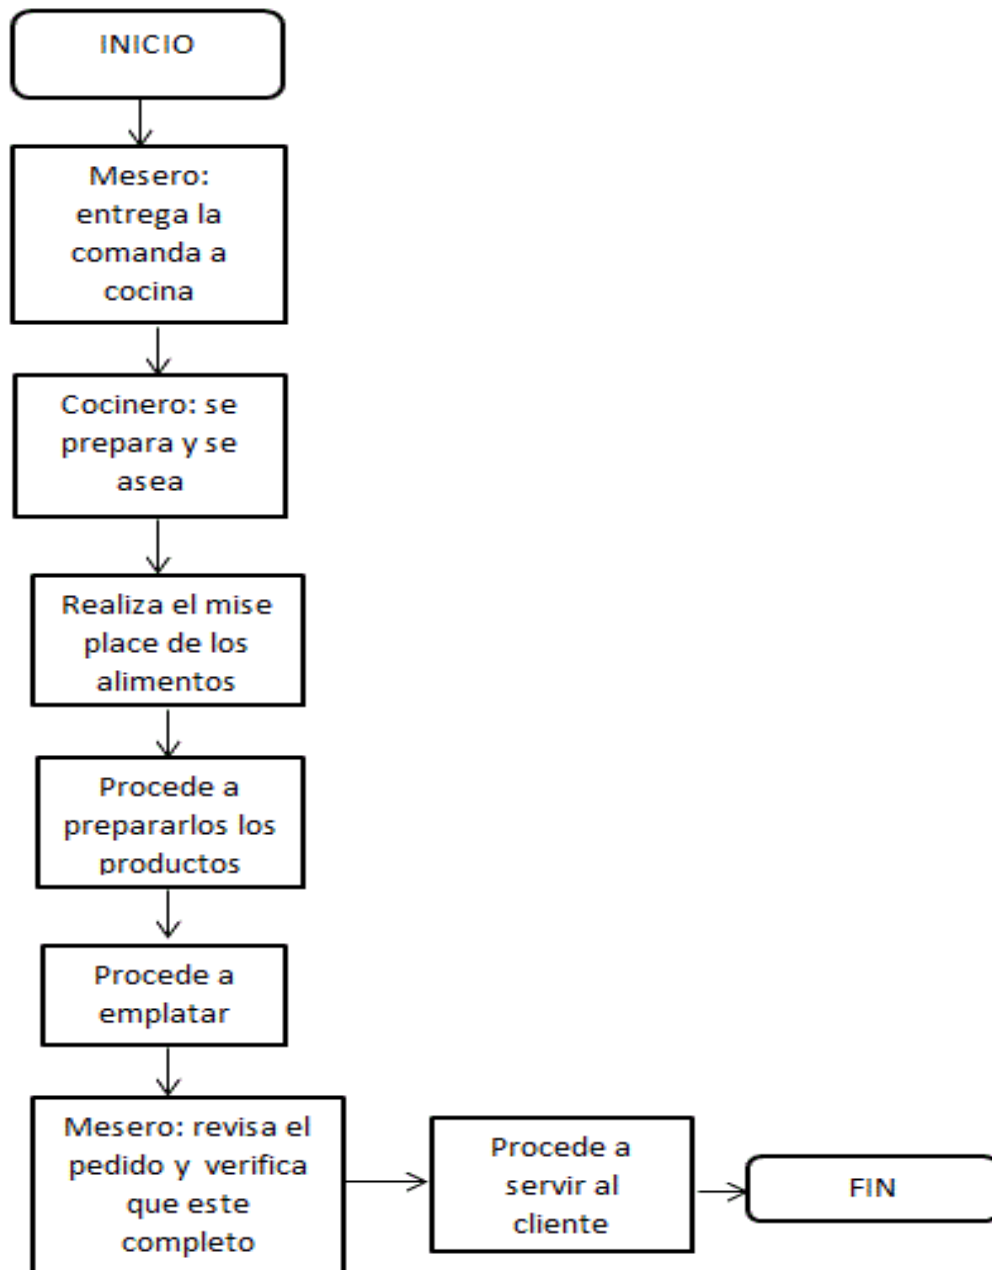 INICIO
Mesero:
entrega la
comanda a
cocina
Cocinero: se
prepara y se
asea
Realiza el mise
place de los
alimentos
Procede a
prepararlos los
productos
Procede a
emplatar
Mesero: revisa el
pedido y  verifica
que este
completo
Procede a
servir al
cliente
FIN